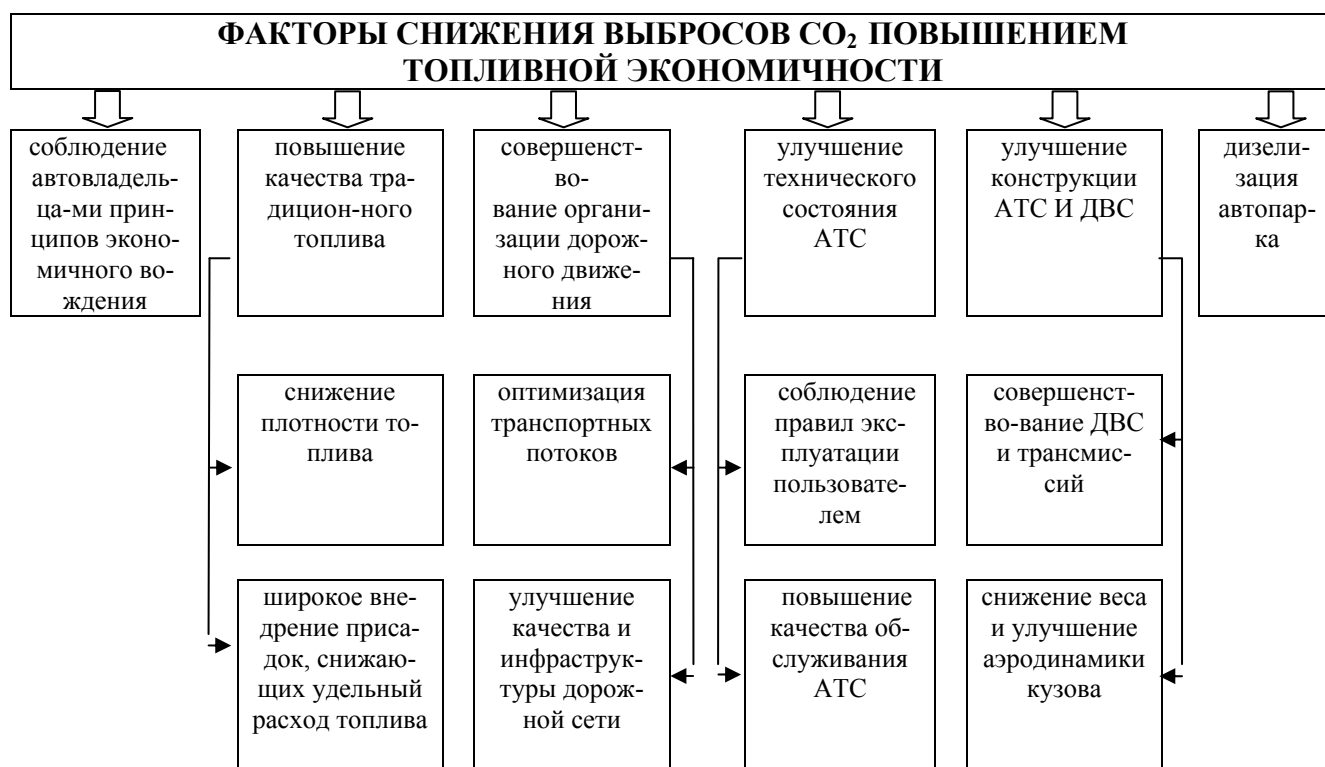 ФАКТОРЫ СНИЖЕНИЯ ВЫБРОСОВ СО₂ ПОВЫШЕНИЕМ
ТОПЛИВНОЙ ЭКОНОМИЧНОСТИ
соблюдение
автовладель-
ца-ми прин-
ципов эконо-
мичного во-
ждения
повышение
качества тра-
дицион-ного
топлива
совершенст-
во-
вание органи-
зации дорож-
ного движе-
ния
улучшение
технического
состояния
АТС
улучшение
конструкции
АТС И ДВС
дизели-
зация
автопар-
ка
снижение
плотности то-
плива
оптимизация
транспортных
потоков
соблюдение
правил экс-
плуатации
пользовате-
лем
совершенст-
во-вание ДВС
и трансмис-
сий
широкое вне-
дрение приса-
док, снижаю-
щих удельный
расход топлива
улучшение
качества и
инфраструк-
туры дорож-
ной сети
повышение
качества об-
служивания
АТС
снижение веса
и улучшение
аэродинамики
кузова